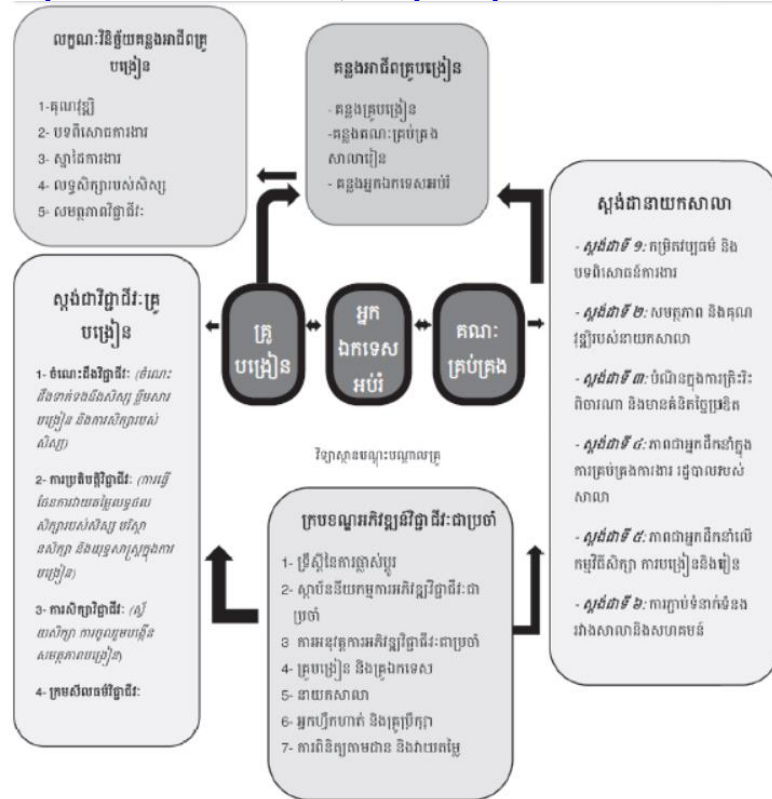 លក្ខណៈវិនិច្ឆ័យគន្លងអាជីពគ្រូ
បង្រៀន
1-គុណវុឌ្ឍិ
2- បទពិសោធការងារ
3- ស្នាដៃការងារ
4- លទ្ធសិក្សារបស់សិស្ស
5- សមត្ថភាពវិជ្ជាជីវៈ
គន្លងអាជីពគ្រូបង្រៀន
- គន្លងគ្រូបង្រៀន
-គន្លងគណៈគ្រប់គ្រង
សាលារៀន
- គន្លងអ្នកឯកទេសអប់រំ
ស្តង់ដាវិជ្ជាជីវៈគ្រូ
បង្រៀន
1- ចំណេះដឹងវិជ្ជាជីវៈ (ចំណេះ
ដឹងទាក់ទងនឹងសិស្ស ខ្លឹមសារ
បង្រៀន និងការសិក្សារបស់
សិស្ស)
2- ការប្រតិបត្តិវិជ្ជាជីវៈ (ការធ្វើ
ផែនការវាយតម្លៃលទ្ធផល
សិក្សារបស់សិស្ស បរិស្ថា
នសិក្សា និងយុទ្ធសាស្ត្រក្នុងការ
បង្រៀន)
3- ការសិក្សាវិជ្ជាជីវៈ (ស្វ័
យសិក្សា ការចូលរួមបង្កើន
សមត្ថភាពបង្រៀន)
4- ក្រមសីលធម៌វិជ្ជាជីវៈ
គ្រូ
បង្រៀន
អ្នក
ឯកទេស
អប់រំ
គណៈ
គ្រប់គ្រង
វិទ្យាស្ថានបណ្តុះបណ្តាលគ្រូ
ក្របខណ្ឌអភិវឌ្ឍន៍វិជ្ជាជីវៈជាប្រចាំ
1- ទ្រឹស្តីនៃការផ្លាស់ប្តូរ
2- ស្ថាប័ននីយកម្មការអភិវឌ្ឍវិជ្ជាជីវៈជា
ប្រចាំ
3 ការអនុវត្តការអភិវឌ្ឍវិជ្ជាជីវៈជាប្រចាំ
4- គ្រូបង្រៀន និងគ្រូឯកទេស
5- នាយកសាលា
6- អ្នកហ្វឹកហាត់ និងគ្រូប្រឹក្សា
7- ការពិនិត្យតាមដាន និងវាយតម្លៃ
ស្តង់ដានាយកសាលា
- ស្តង់ដាទី ១: កម្រិតវប្បធម៌ និង
បទពិសោធន៍ការងារ
- ស្តង់ដាទី ២: សមត្ថភាព និងគុណ
វុឌ្ឍិរបស់នាយកសាលា
- ស្តង់ដាទី ៣: បំណិនក្នុងការត្រិះរិះ
ពិចារណា និងមានគំនិតច្នៃប្រឌិត
- ស្តង់ដាទី ៤: ភាពជាអ្នកដឹកនាំក្នុង
ការគ្រប់គ្រងការងារ រដ្ឋបាលរបស់
សាលា
- ស្តង់ដាទី ៥: ភាពជាអ្នកដឹកនាំលើ
កម្មវិធីសិក្សា ការបង្រៀននិងរៀន
- ស្តង់ដាទី ៦: ការភ្ជាប់ទំនាក់ទំនង
រវាងសាលានិងសហគមន៍